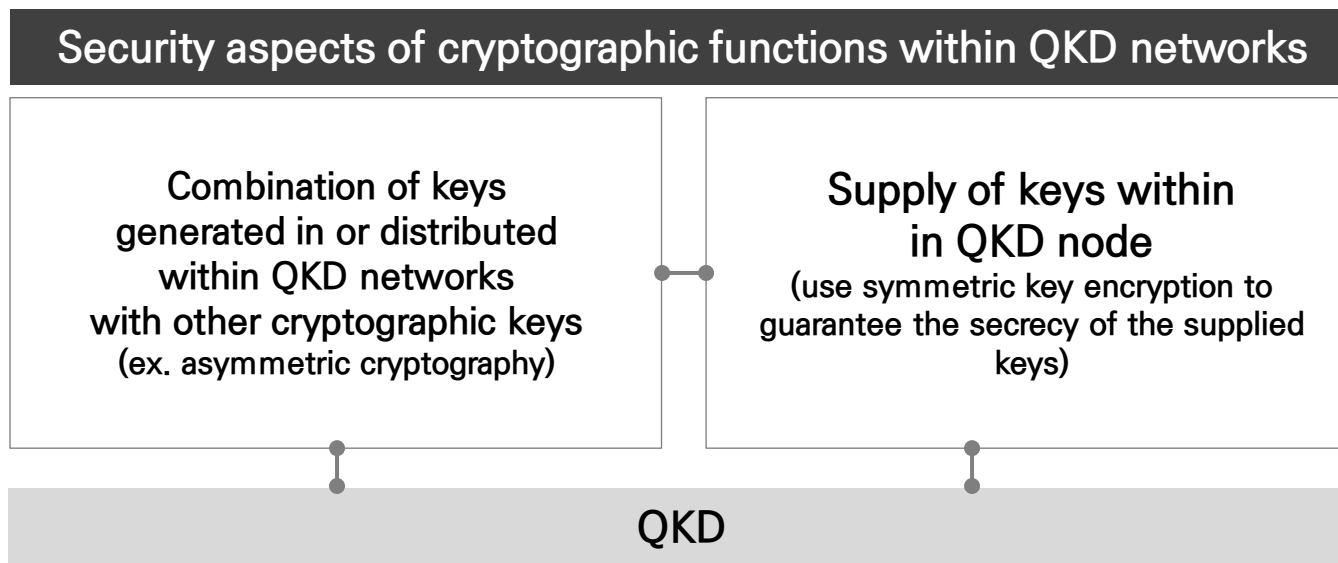 Security aspects of cryptographic functions within QKD networks
Combination of keys
generated in or distributed
within QKD networks
with other cryptographic keys
(ex. asymmetric cryptography)
Supply of keys within
in QKD node
(use symmetric key encryption to
guarantee the secrecy of the supplied
keys)
QKD